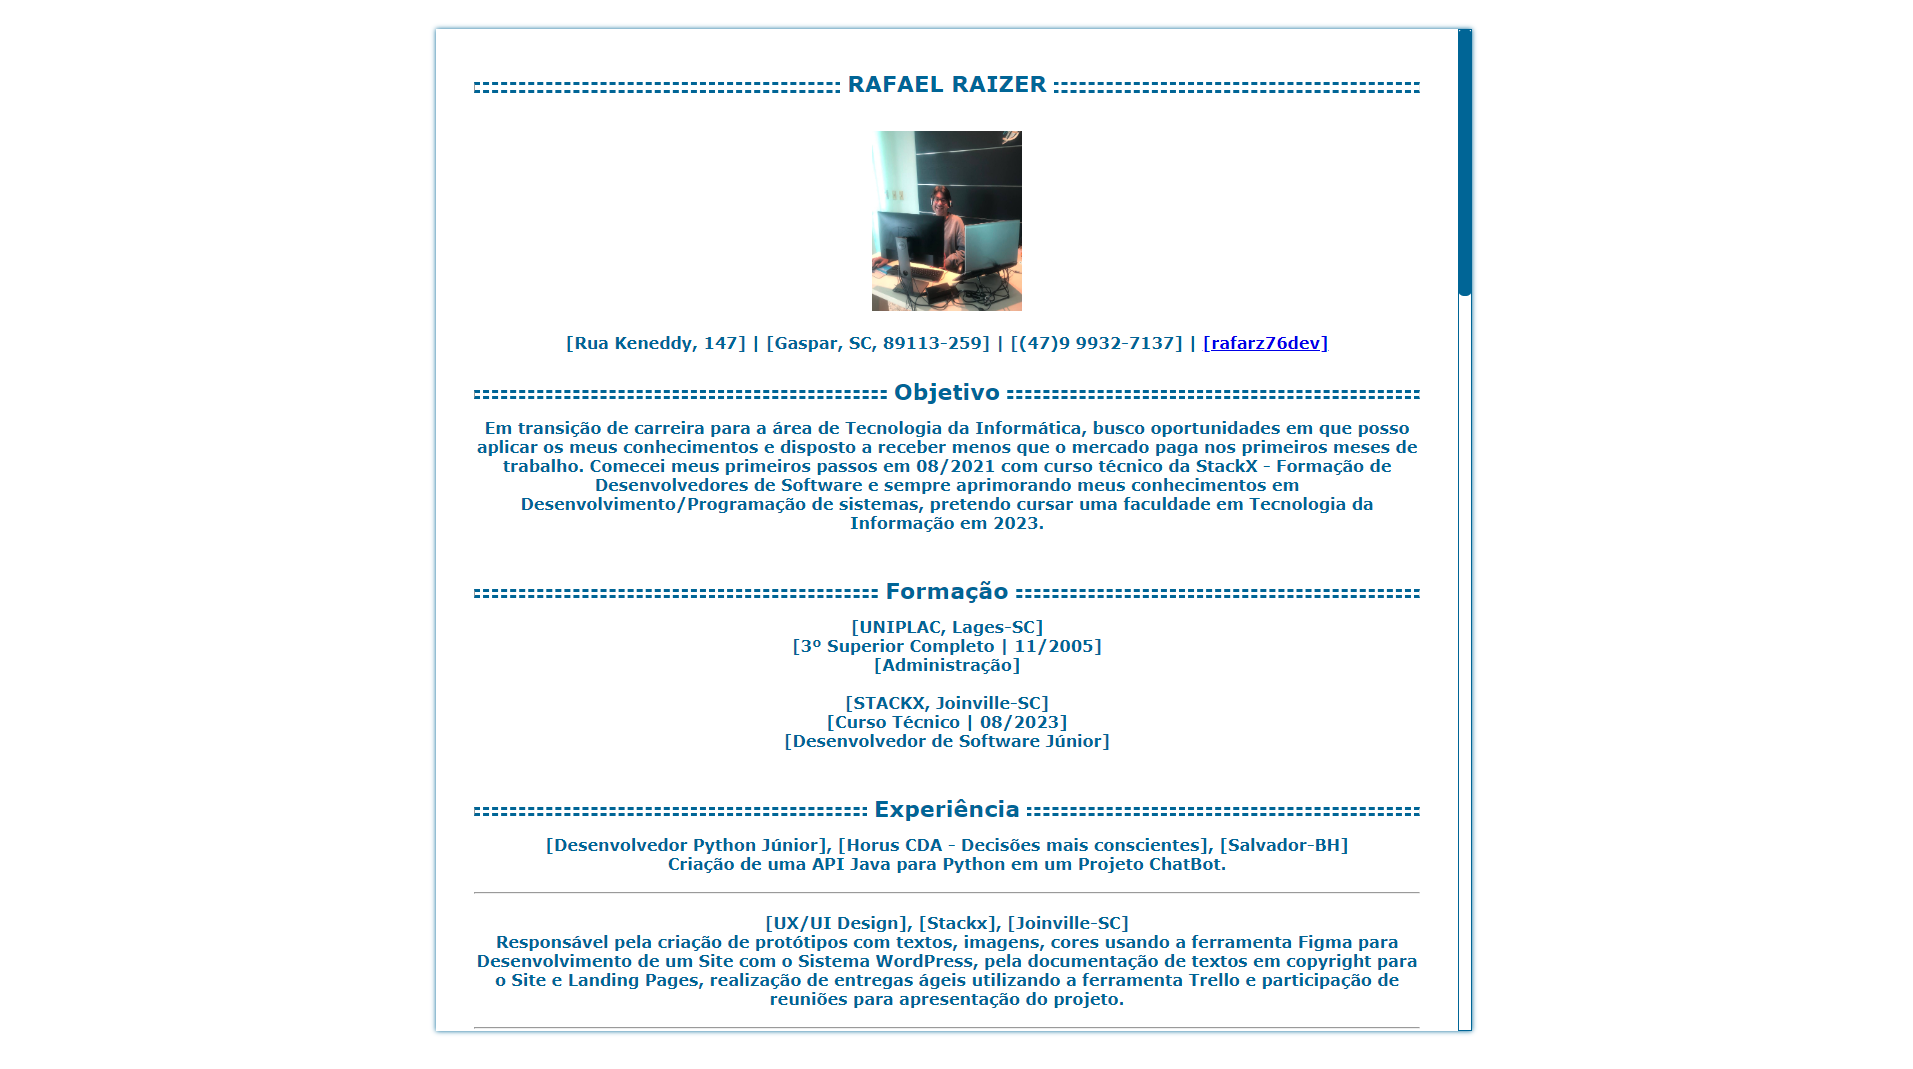 RAFAEL RAIZER
[Rua Keneddy, 147] | [Gaspar, SC, 89113-259] | [(47)9 9932-7137] | [rafarz76dev]
Objetivo
Em transição de carreira para a área de Tecnologia da Informática, busco oportunidades em que posso
aplicar os meus conhecimentos e disposto a receber menos que o mercado paga nos primeiros meses de
trabalho. Comecei meus primeiros passos em 08/2021 com curso técnico da StackX - Formação de
Desenvolvedores de Software e sempre aprimorando meus conhecimentos em
Desenvolvimento/Programação de sistemas, pretendo cursar uma faculdade em Tecnologia da
Informação em 2023.
Formação
[UNIPLAC, Lages-SC]
[3º Superior Completo | 11/2005]
[Administração]
[STACKX, Joinville-SC]
[Curso Técnico | 08/2023]
[Desenvolvedor de Software Júnior]
Experiência
[Desenvolvedor Python Júnior], [Horus CDA - Decisões mais conscientes], [Salvador-BH]
Criação de uma API Java para Python em um Projeto ChatBot.
[UX/UI Design], [Stackx], [Joinville-SC]
Responsável pela criação de protótipos com textos, imagens, cores usando a ferramenta Figma para
Desenvolvimento de um Site com o Sistema WordPress, pela documentação de textos em copyright para
o Site e Landing Pages, realização de entregas ágeis utilizando a ferramenta Trello e participação de
reuniões para apresentação do projeto.